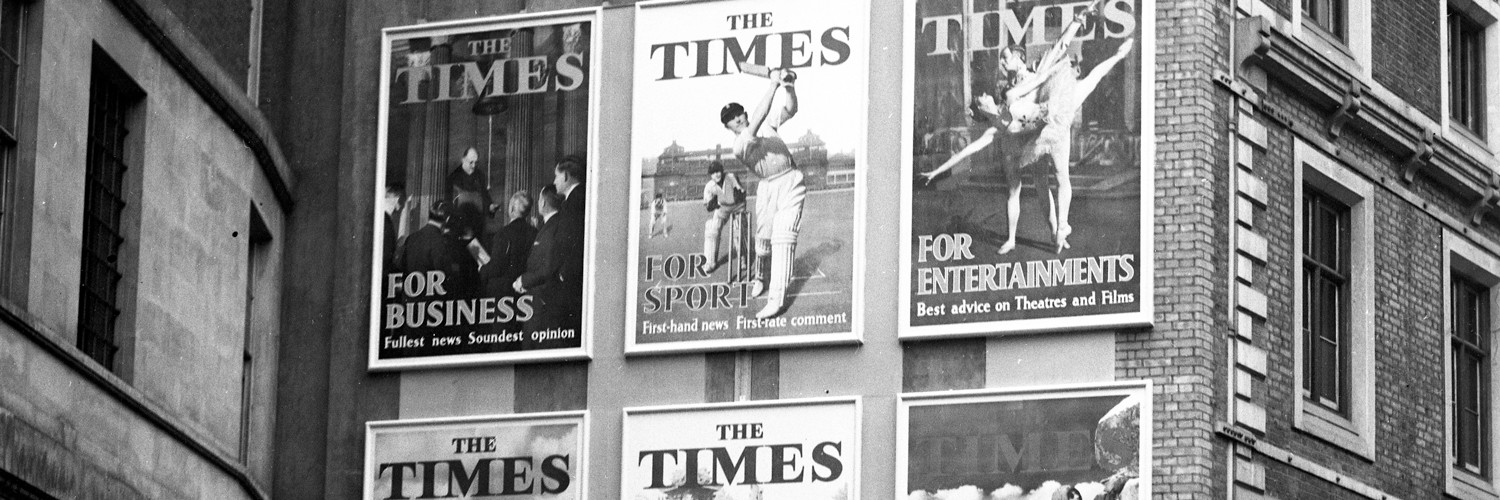 THE
TIMES
FOR
BUSINESS
Fullest news Soundest opinion
THE
TIMES
FOR
SPORT
First-hand news First-rate comment
TIMES
FOR
ENTERTAINMENTS
Best advice on Theatres and Films
THE
TIMES
THE
TIMES
TIME